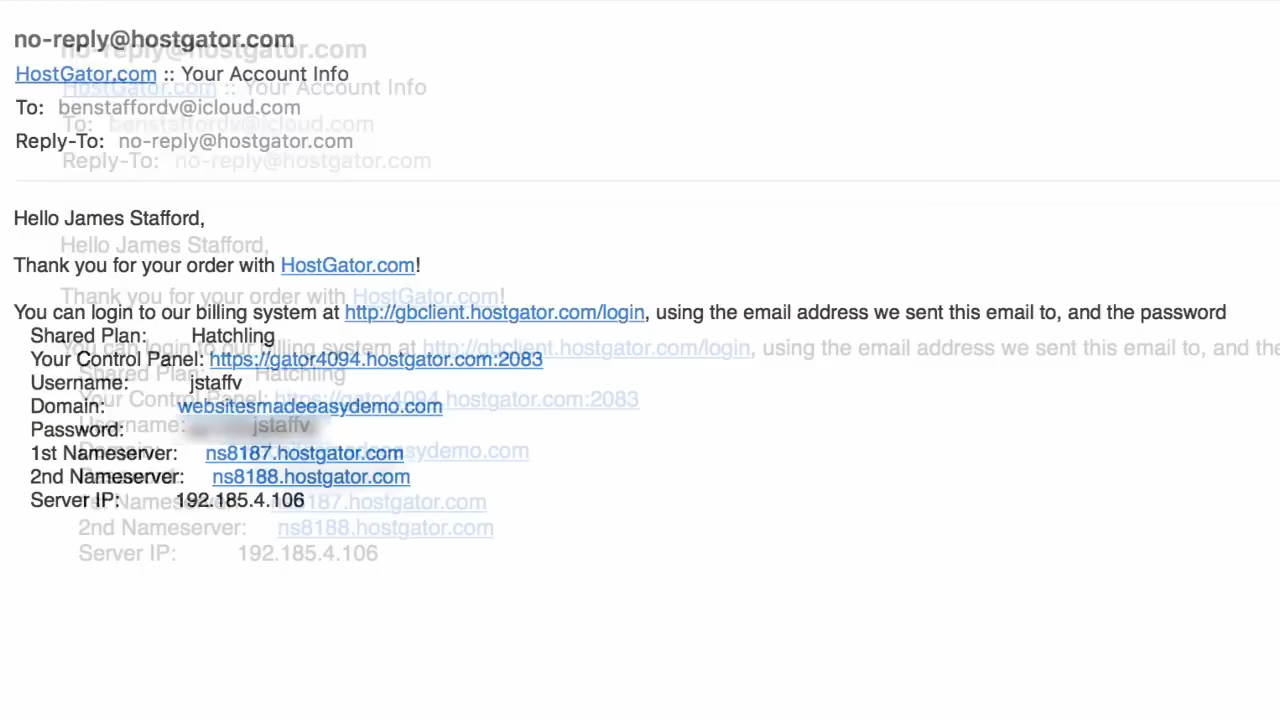 no-reply@hostgator.com
HostGator.com :: Your Account Info
To: benstaffordv@icloud.com
Reply-To: no-reply@hostgator.com
Hello James Stafford,
Thank you for your order with HostGator.com!
You can login to our billing system at http://gbclient.hostgator.com/login, using the email address we sent this email to, and the password
Shared Plan: Hatchling
Your Control Panel: https://gator4094.hostgator.com:2083
Username: jstaffv
Domain: websitesmadeeasydemo.com
Password:
1st Nameserver: ns8187.hostgator.com
2nd Nameserver: ns8188.hostgator.com
Server IP: 192.185.4.106